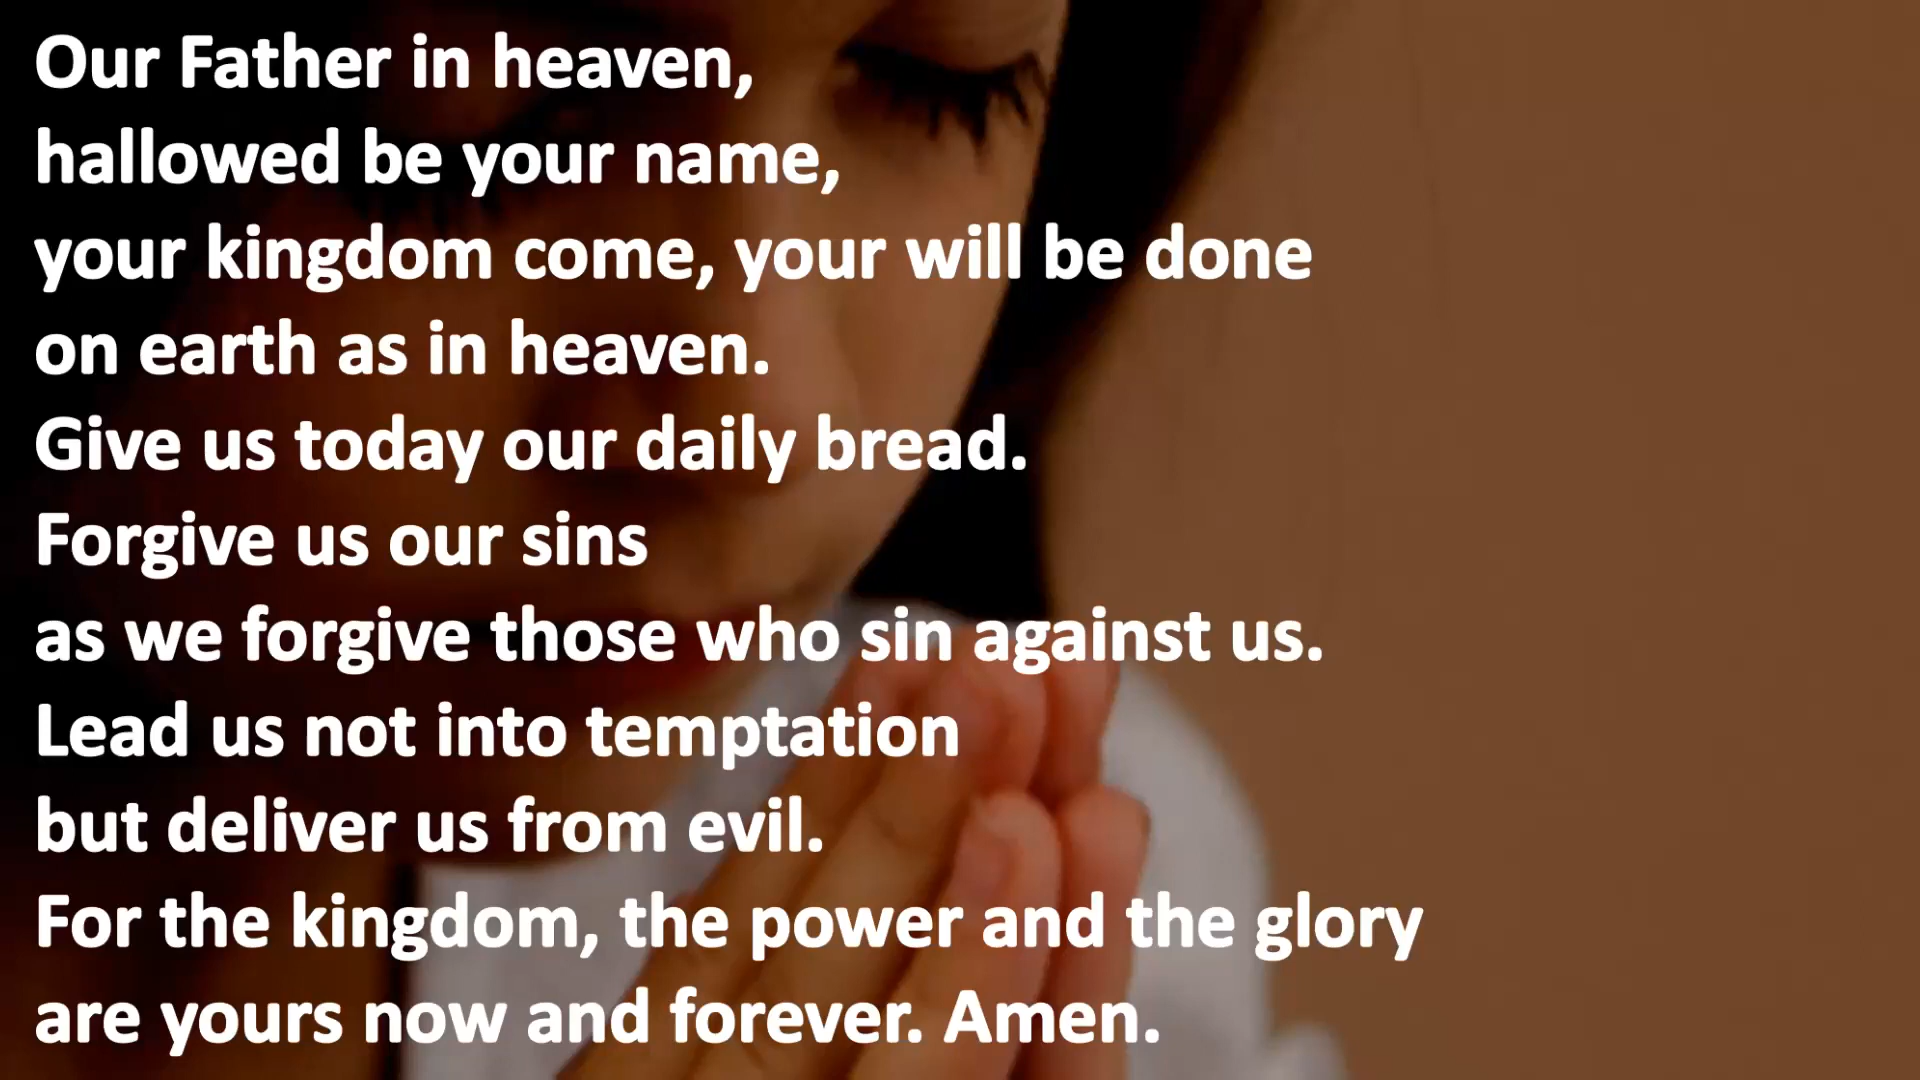 Our Father in heaven,
hallowed be your name,
your kingdom come, your will be done
on earth as in heaven.
Give us today our daily bread.
Forgive us our sins
as we forgive those who sin against us.
Lead us not into temptation
but deliver us from evil.
For the kingdom, the power and the glory
are yours now and forever. Amen.